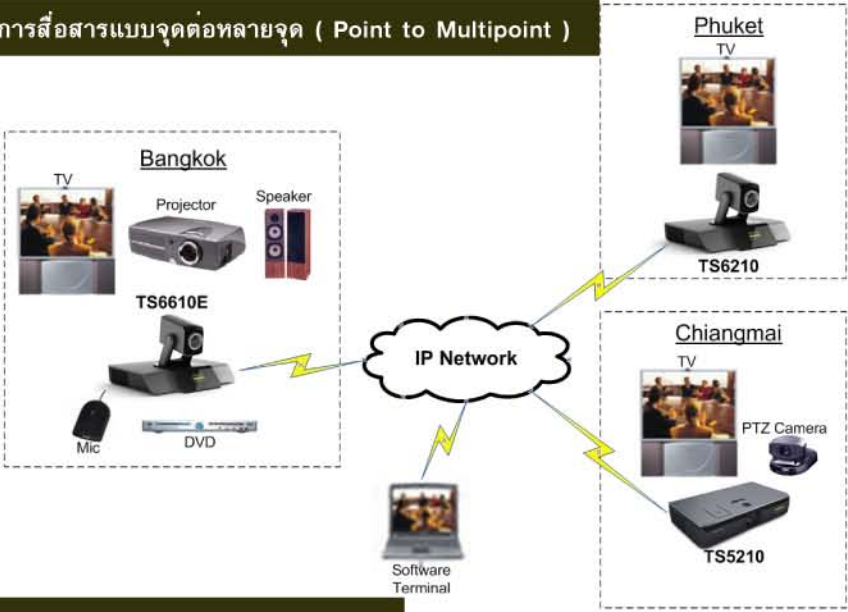 การสื่อสารแบบจุดต่อหลายจุด ( Point to Multipoint )
Phuket
TV
TS6210
Bangkok
TV
Projector
Speaker
TS6610E
Mic
DVD
IP Network
Chiangmai
TV
PTZ Camera
TS5210
Software
Terminal